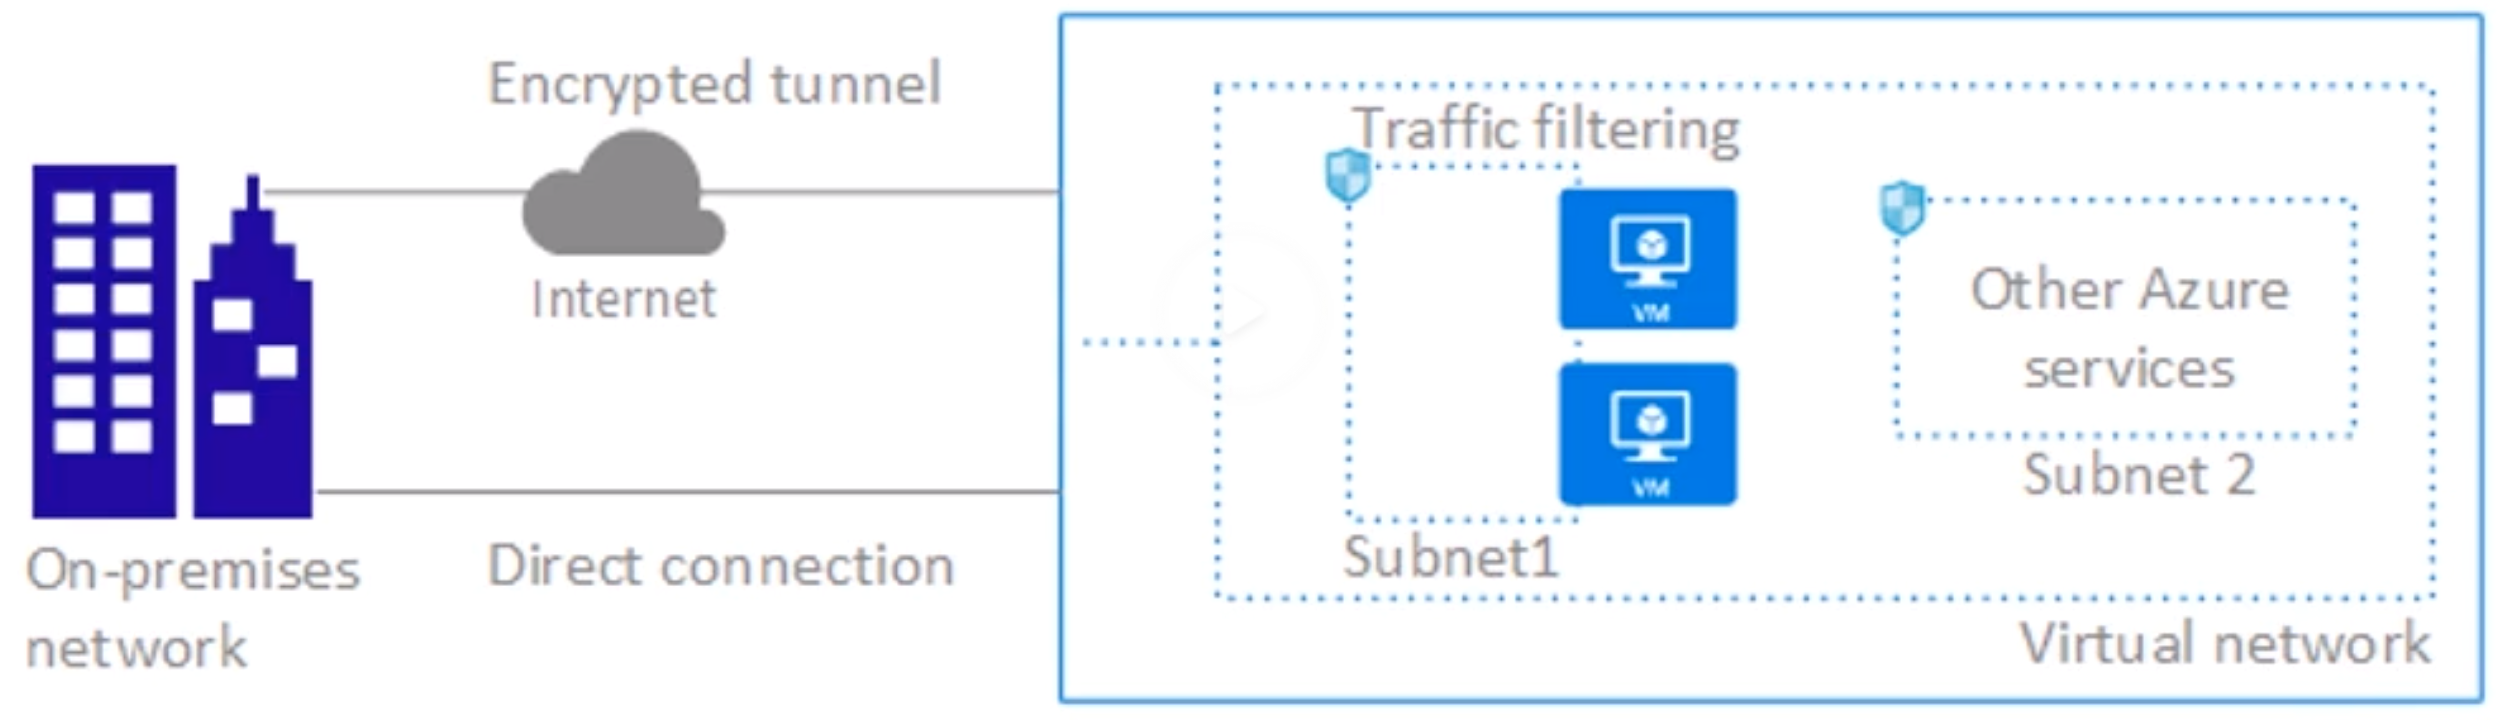 Encrypted tunnel
Internet
On-premises
network
Direct connection
Traffic filtering
VM
VM
Subnet1
Other Azure
services
Subnet 2
Virtual network